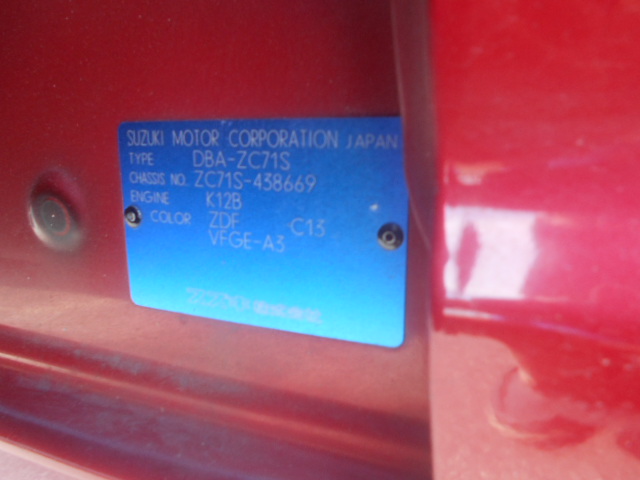 SUZUKI MOTOR CORPORATION JAPAN
TYPE DBA-ZC71S
CHASSIS NO. ZC71S-438669
ENGINE K12B
COLOR ZDF C13
VFGE-A3